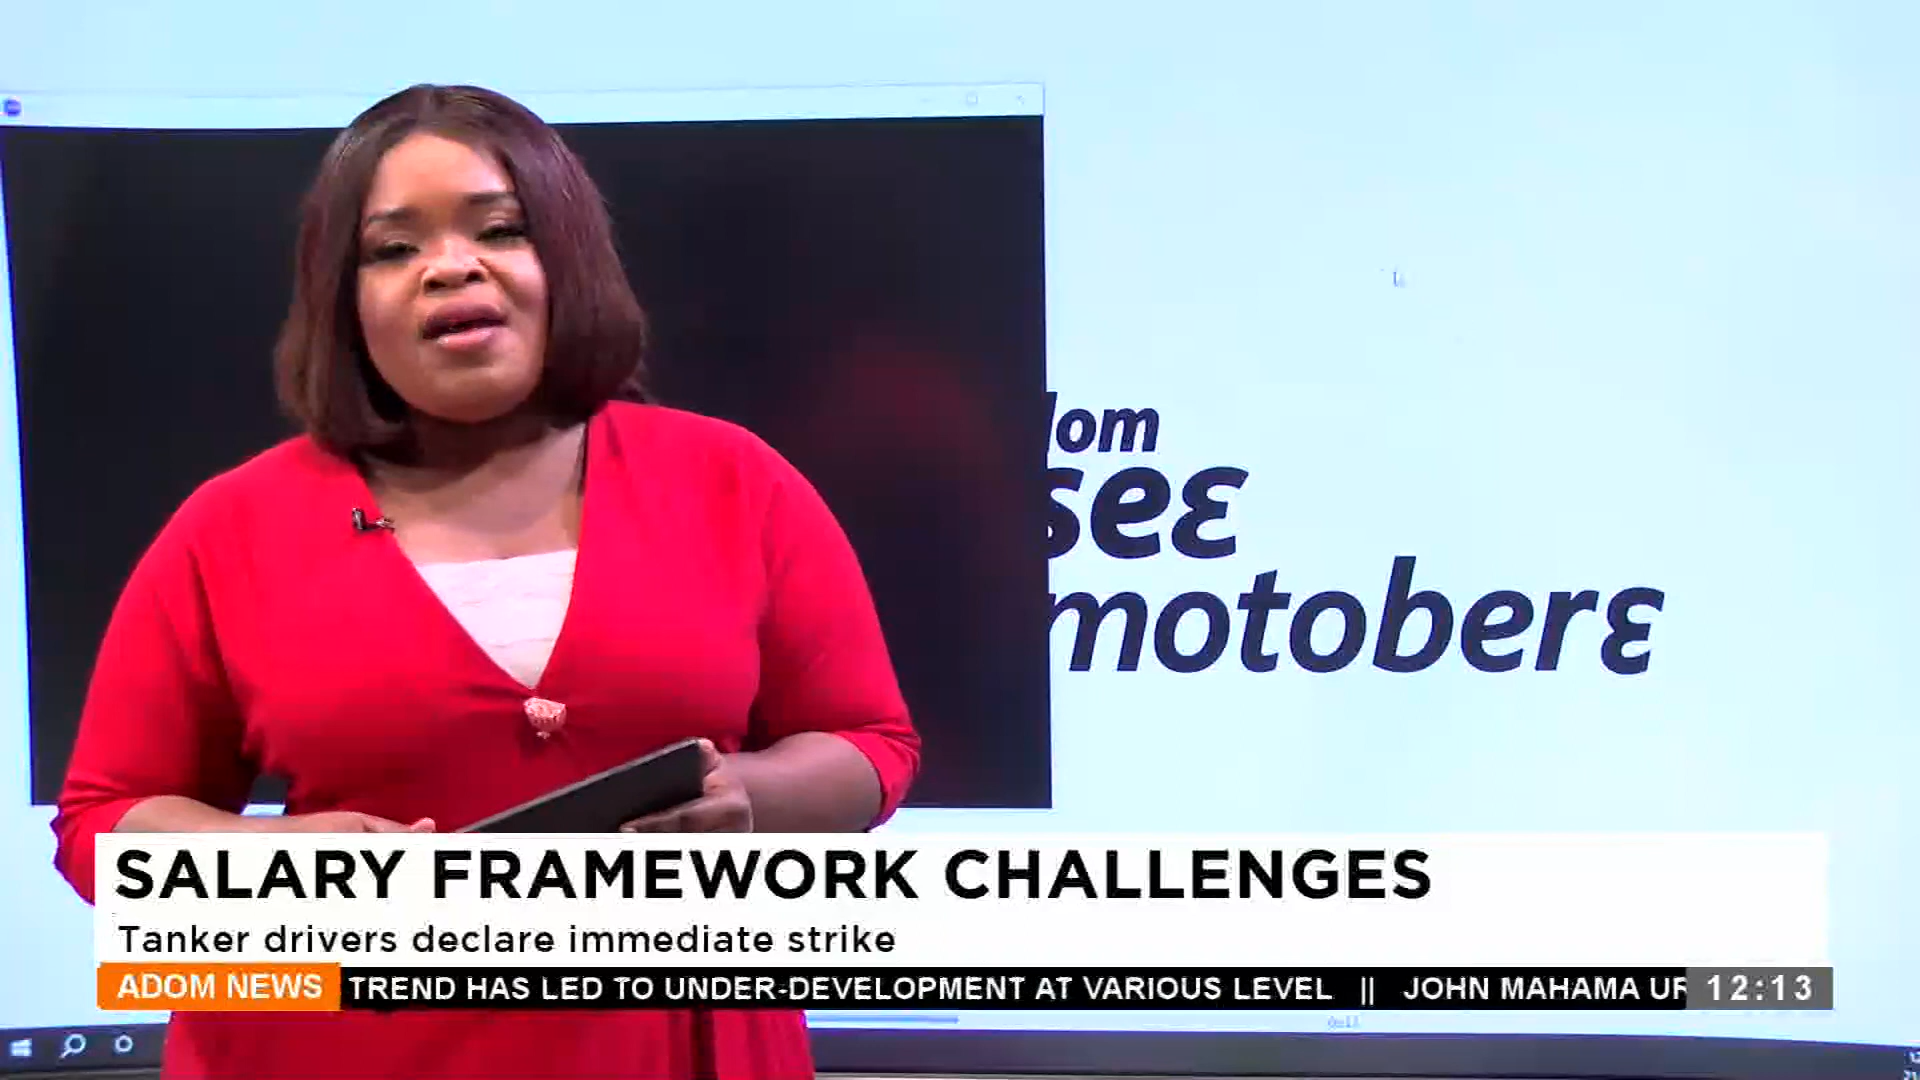 lom
seɛ
motoberɛ
SALARY FRAMEWORK CHALLENGES
Tanker drivers declare immediate strike
ADOM NEWS TREND HAS LED TO UNDER-DEVELOPMENT AT VARIOUS LEVEL || JOHN MAHAMA UR 12:13